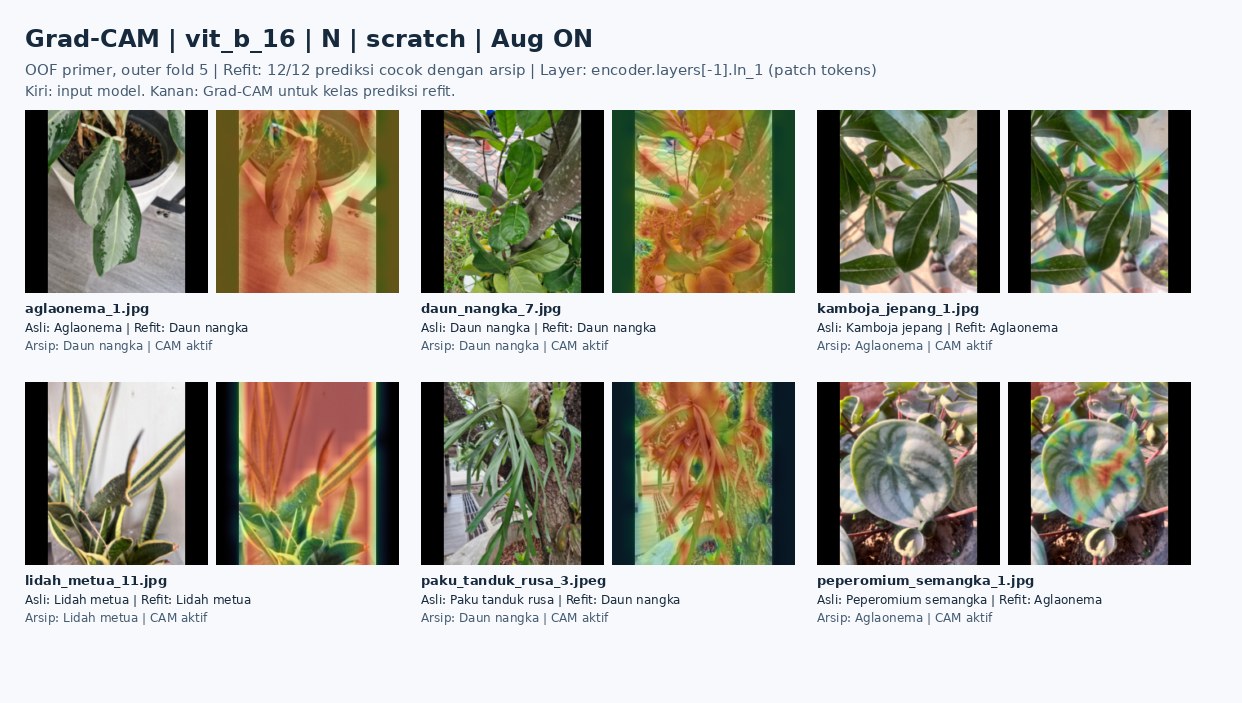 Grad-CAM | vit_b_16 | N | scratch | Aug ON
OOF primer, outer fold 5 | Refit: 12/12 prediksi cocok dengan arsip | Layer: encoder.layers[-1].ln_1 (patch tokens)
Kiri: input model. Kanan: Grad-CAM untuk kelas prediksi refit.
aglaonema_1.jpg
Asli: Aglaonema | Refit: Daun nangka
Arsip: Daun nangka | CAM aktif
daun_nangka_7.jpg
Asli: Daun nangka | Refit: Daun nangka
Arsip: Daun nangka | CAM aktif
kamboja_jepang_1.jpg
Asli: Kamboja jepang | Refit: Aglaonema
Arsip: Aglaonema | CAM aktif
lidah_metua_11.jpg
Asli: Lidah metua | Refit: Lidah metua
Arsip: Lidah metua | CAM aktif
paku_tanduk_rusa_3.jpeg
Asli: Paku tanduk rusa | Refit: Daun nangka
Arsip: Daun nangka | CAM aktif
peperomium_semangka_1.jpg
Asli: Peperomium semangka | Refit: Aglaonema
Arsip: Aglaonema | CAM aktif